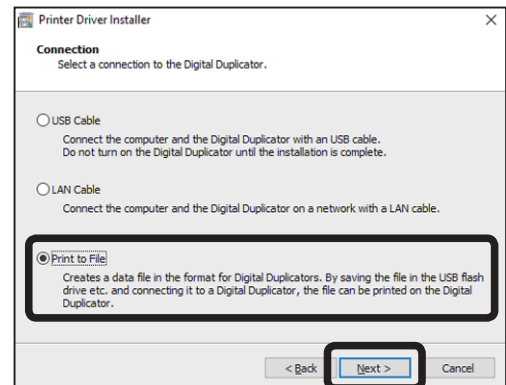 Printer Driver Installer
Connection
Select a connection to the Digital Duplicator.
USB Cable
Connect the computer and the Digital Duplicator with an USB cable.
Do not turn on the Digital Duplicator until the installation is complete.
LAN Cable
Connect the computer and the Digital Duplicator on a network with a LAN cable.
Print to File
Creates a data file in the format for Digital Duplicators. By saving the file in the USB flash
drive etc. and connecting it to a Digital Duplicator, the file can be printed on the Digital
Duplicator.
< Back Next > Cancel